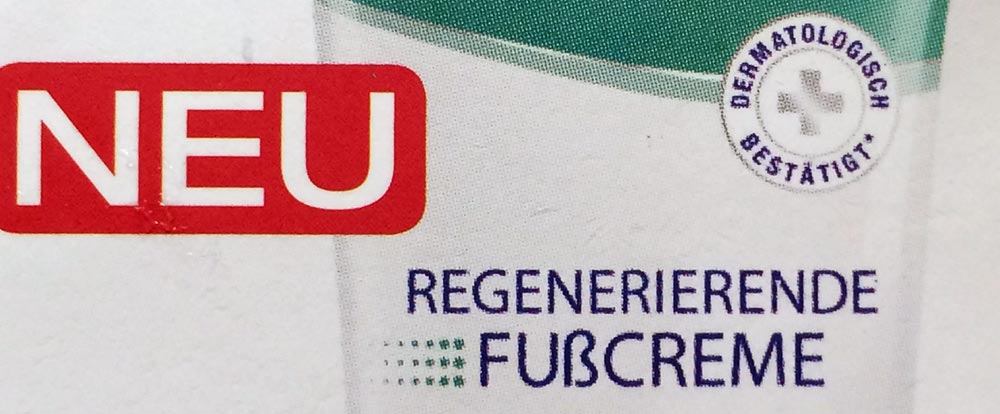 NEU
DERMATOLOGISCH
BESTÄTIGT*
REGENERIERENDE
FUßCREME